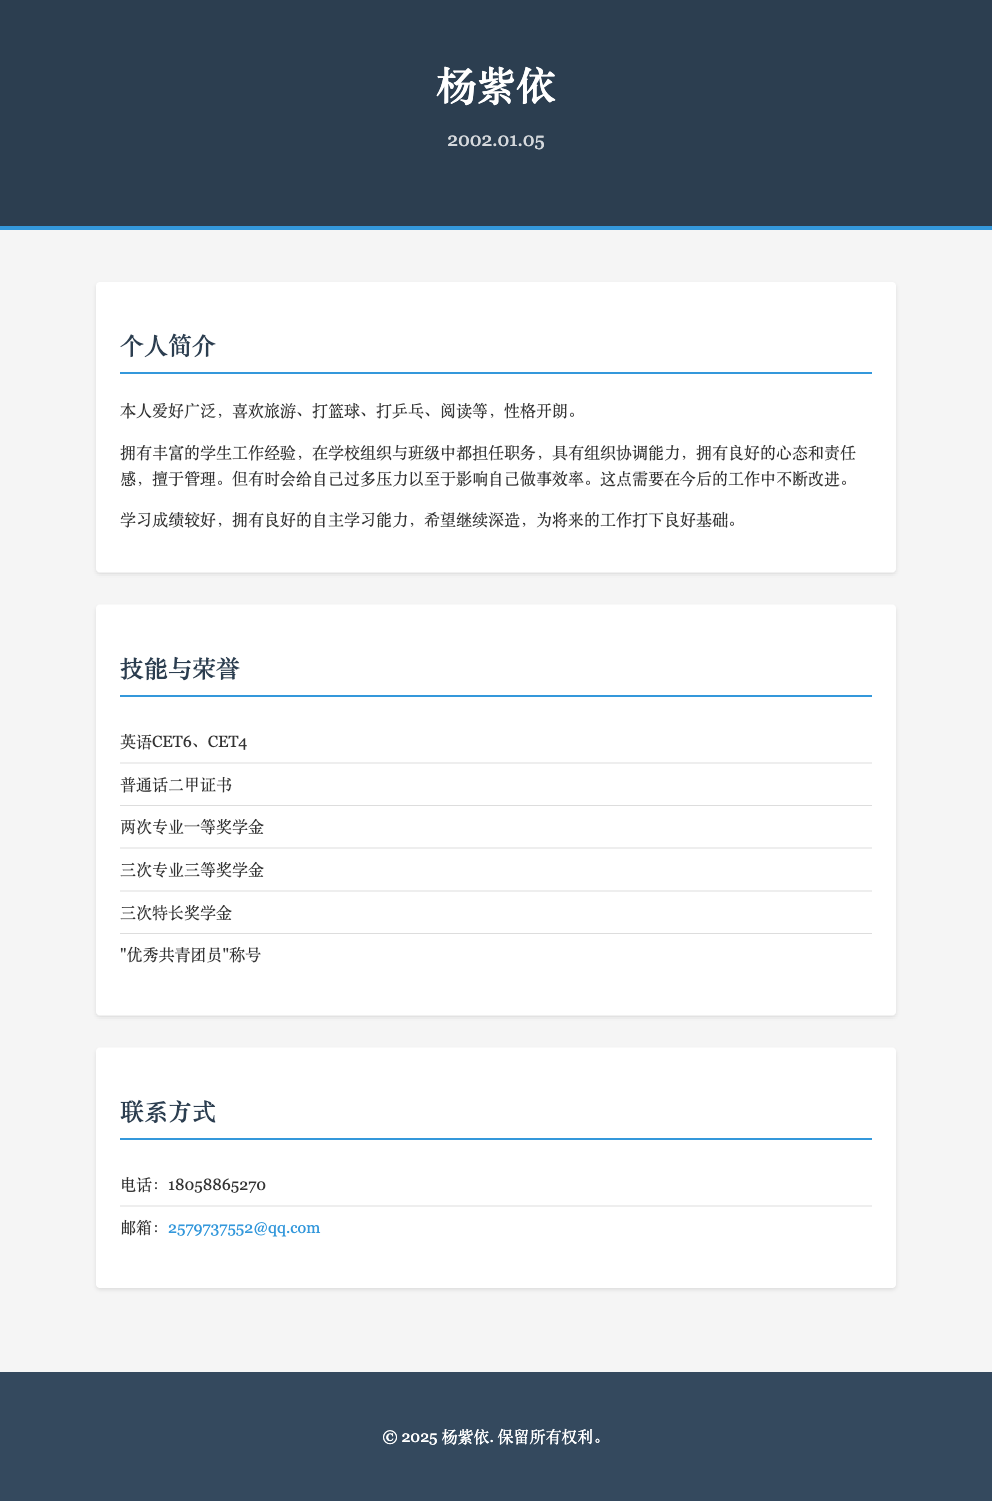 杨紫依
2002.01.05
个人简介
本人爱好广泛，喜欢旅游、打篮球、打乒乓、阅读等，性格开朗。
拥有丰富的学生工作经验，在学校组织与班级中都担任职务，具有组织协调能力，拥有良好的心态和责任
感，擅于管理。但有时会给自己过多压力以至于影响自己做事效率。这点需要在今后的工作中不断改进。
学习成绩较好，拥有良好的自主学习能力，希望继续深造，为将来的工作打下良好基础。
技能与荣誉
英语CET6、CET4
普通话二甲证书
两次专业一等奖学金
三次专业三等奖学金
三次特长奖学金
"优秀共青团员"称号
联系方式
电话：18058865270
邮箱：2579737552@qq.com
© 2025 杨紫依. 保留所有权利。